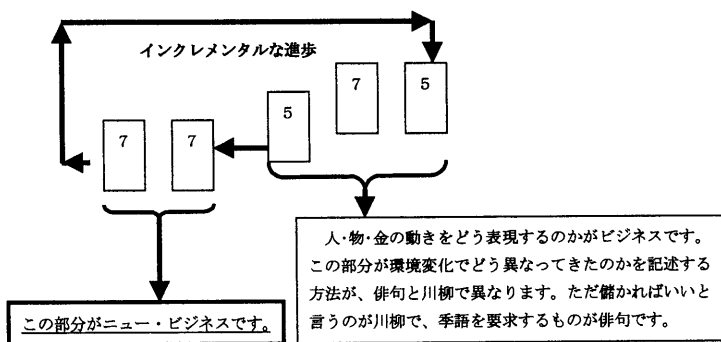 インクレメンタルな進歩
7 5
5
7 7
人・物・金の動きをどう表現するのかがビジネスです。
この部分が環境変化でどう異なってきたのかを記述する
方法が、俳句と川柳で異なります。ただ儲かればいいと
言うのが川柳で、季語を要求するものが俳句です。
この部分がニュー・ビジネスです。